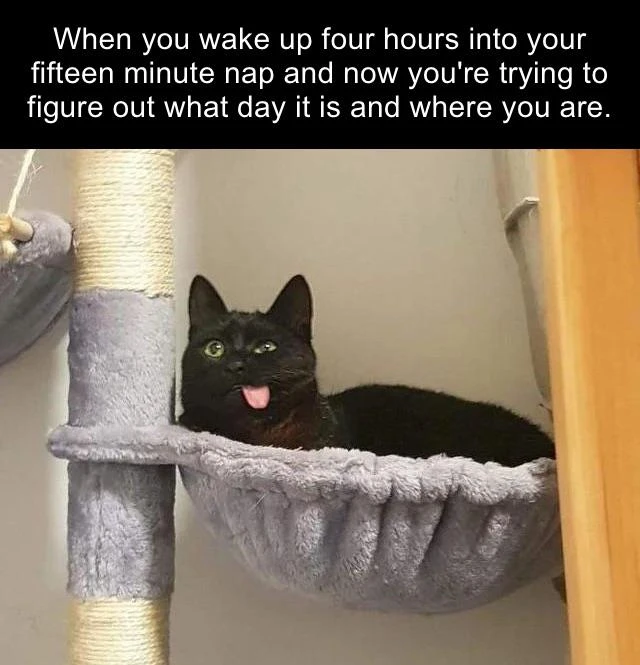 When you wake up four hours into your
fifteen minute nap and now you're trying to
figure out what day it is and where you are.